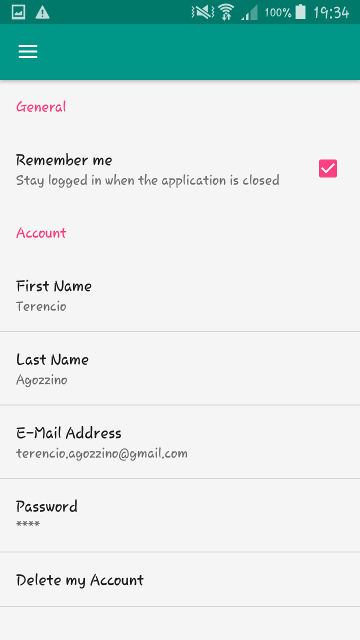 100% 19:34
General
Remember me
Stay logged in when the application is closed
Account
First Name
Terencio
Last Name
Agozzino
E-Mail Address
terencio.agozzino@gmail.com
Password
****
Delete my Account